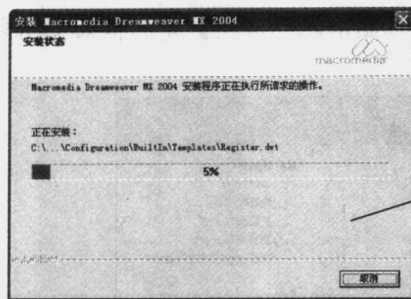 安装 Macromedia Dreamweaver MX 2004
安装状态
macromedia
Macromedia Dreamweaver MX 2004 安装程序正在执行所请求的操作。
正在安装：
C:\...\Configuration\BuiltIn\Templates\Register.dwt
5%
取消